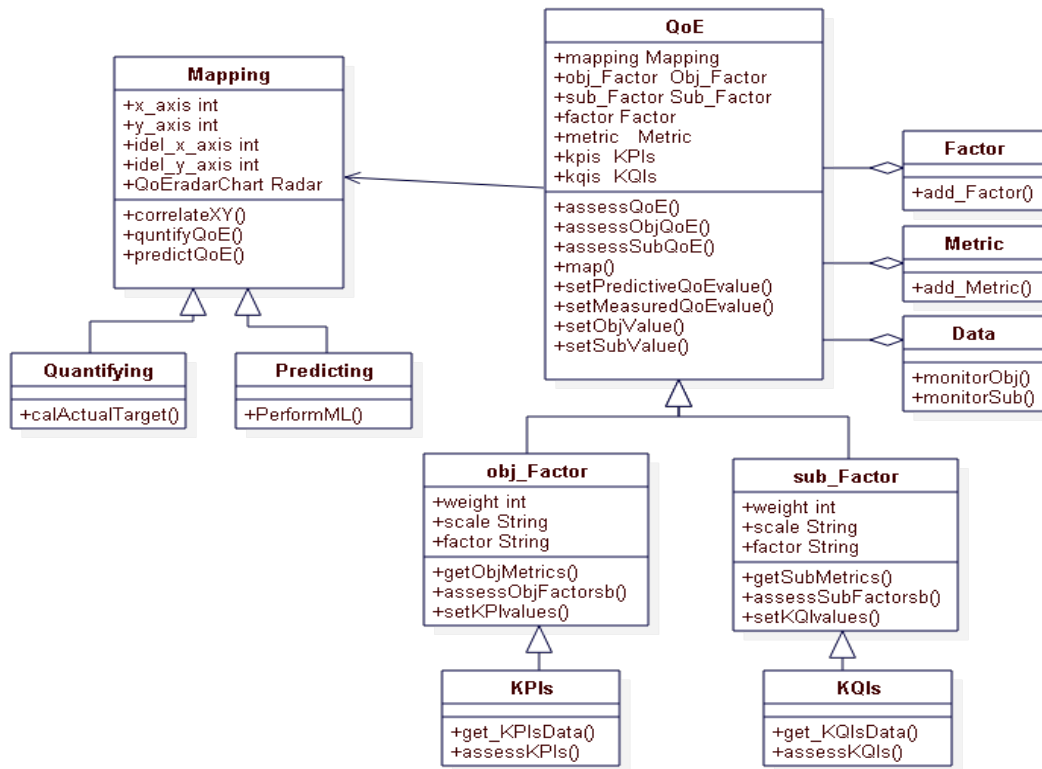 QoE
+mapping Mapping
+obj_Factor Obj_Factor
+sub_Factor Sub_Factor
+factor Factor
+metric Metric
+kpis KPIs
+kqis KQIs
+assessQoE()
+assessObjQoE()
+assessSubQoE()
+map()
+setPredictiveQoEvalue()
+setMeasuredQoEvalue()
+setObjValue()
+setSubValue()
Mapping
+x_axis int
+y_axis int
+idel_x_axis int
+idel_y_axis int
+QoEradarChart Radar
+correlateXY()
+quntifyQoE()
+predictQoE()
Factor
+add_Factor()
Metric
+add_Metric()
Data
+monitorObj()
+monitorSub()
Quantifying
+calActualTarget()
Predicting
+PerformML()
obj_Factor
+weight int
+scale String
+factor String
+getObjMetrics()
+assessObjFactorsb()
+setKPIvalues()
sub_Factor
+weight int
+scale String
+factor String
+getSubMetrics()
+assessSubFactorsb()
+setKQIvalues()
KPIs
+get_KPIsData()
+assessKPIs()
KQIs
+get_KQIsData()
+assessKQIs()